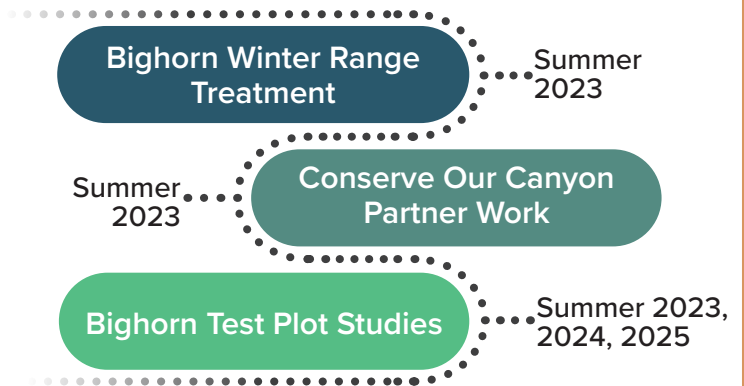 Bighorn Winter Range
Treatment
Summer
2023
Summer
2023
Conserve Our Canyon
Partner Work
Bighorn Test Plot Studies
Summer 2023,
2024, 2025